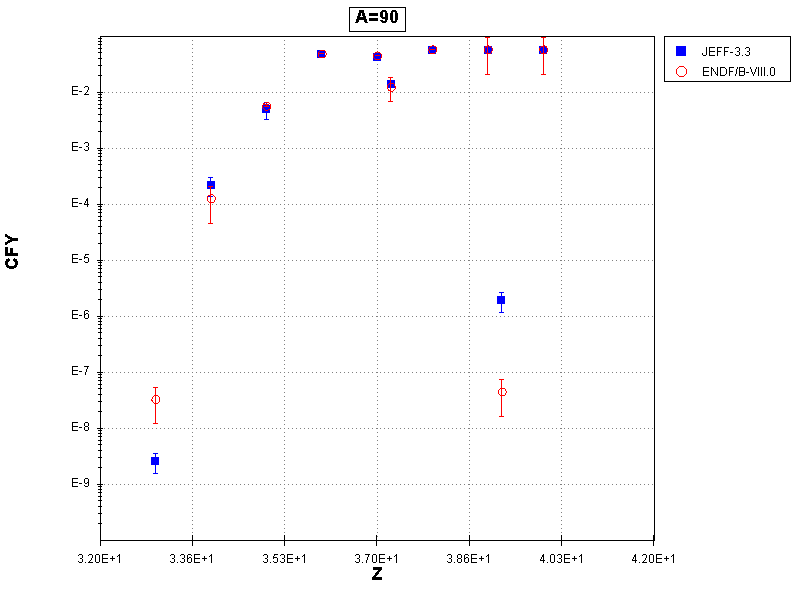 A=90
JEFF-3.3
ENDF/B-VIII.0
E-2
E-3
E-4
E-5
E-6
E-7
E-8
E-9
CFY
3.20E+1 3.36E+1 3.53E+1 3.70E+1 3.86E+1 4.03E+1 4.20E+1
Z